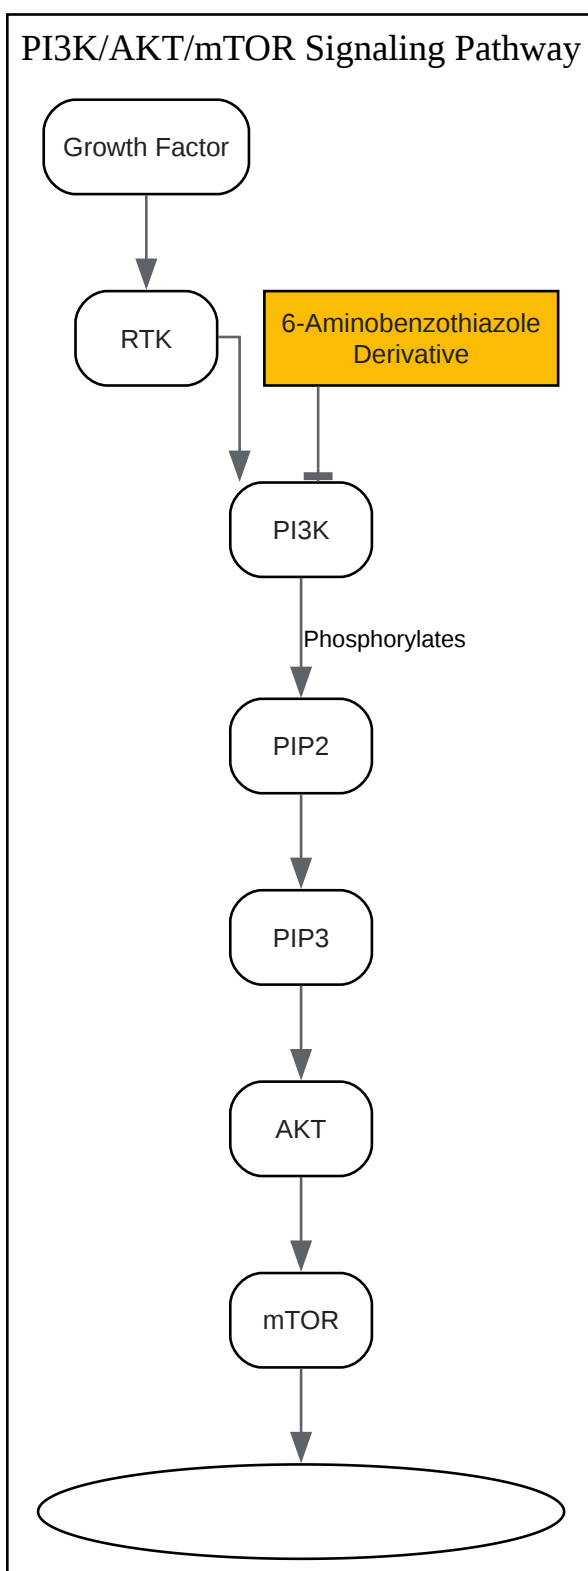 PI3K/AKT/mTOR Signaling Pathway
Growth Factor
RTK
6-Aminobenzothiazole
Derivative
PI3K
Phosphorylates
PIP2
PIP3
AKT
mTOR